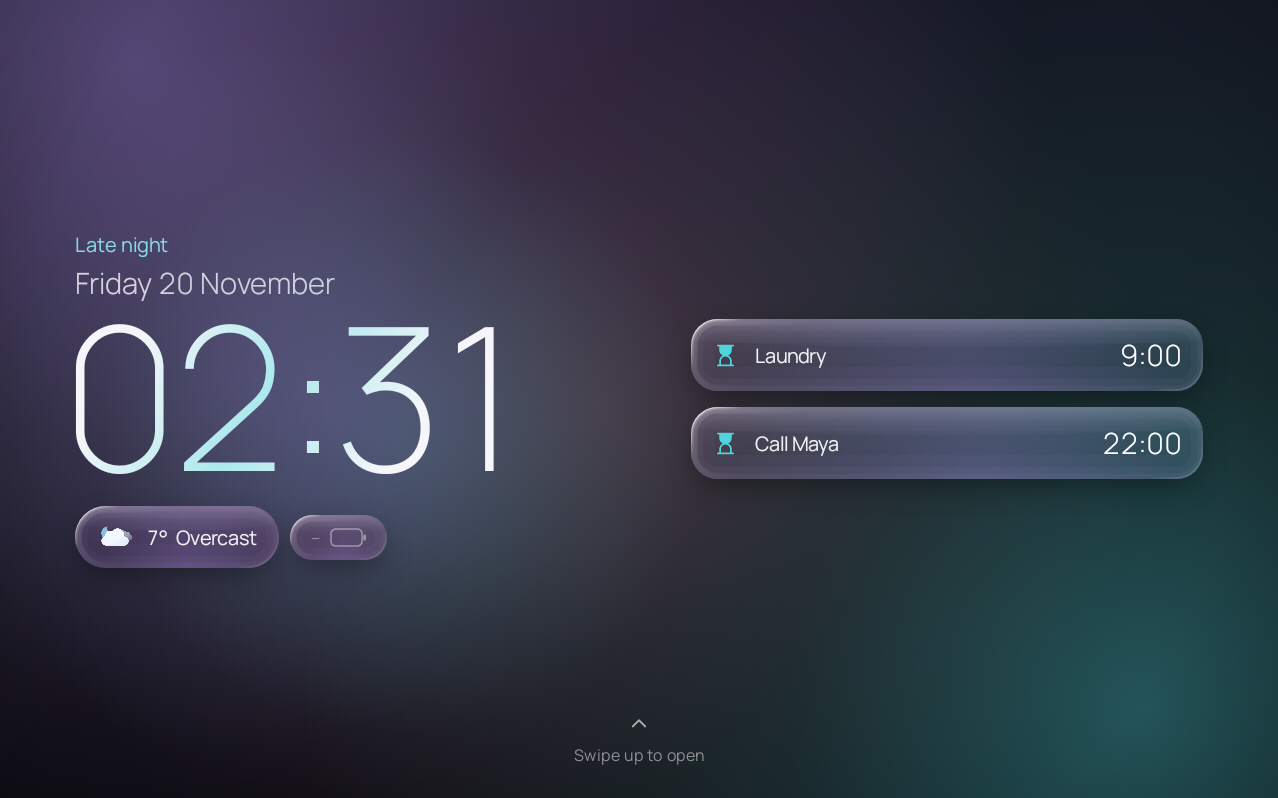 Late night
Friday 20 November
02:31
7° Overcast
–
Laundry 9:00
Call Maya 22:00
Swipe up to open